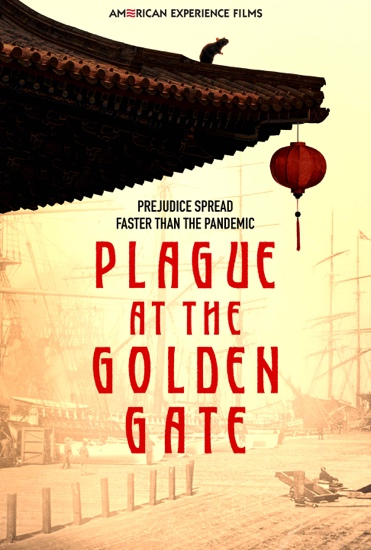 AMERICAN EXPERIENCE FILMS
PREJUDICE SPREAD
FASTER THAN THE PANDEMIC
PLAGUE
AT THE
GOLDEN
GATE